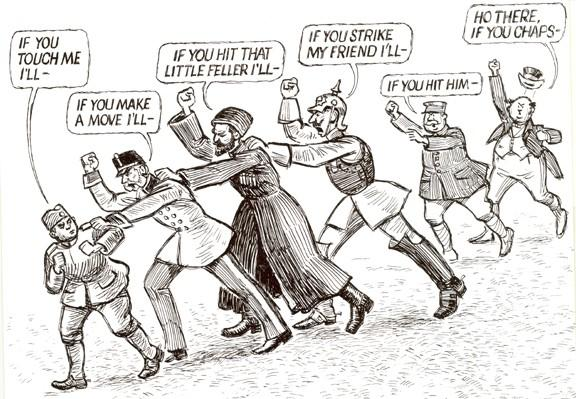 IF YOU
TOUCH ME
I'LL–
IF YOU MAKE
A MOVE I'LL–
IF YOU HIT THAT
LITTLE FELLER I'LL–
IF YOU STRIKE
MY FRIEND I'LL–
IF YOU HIT HIM–
HO THERE,
IF YOU CHAPS–